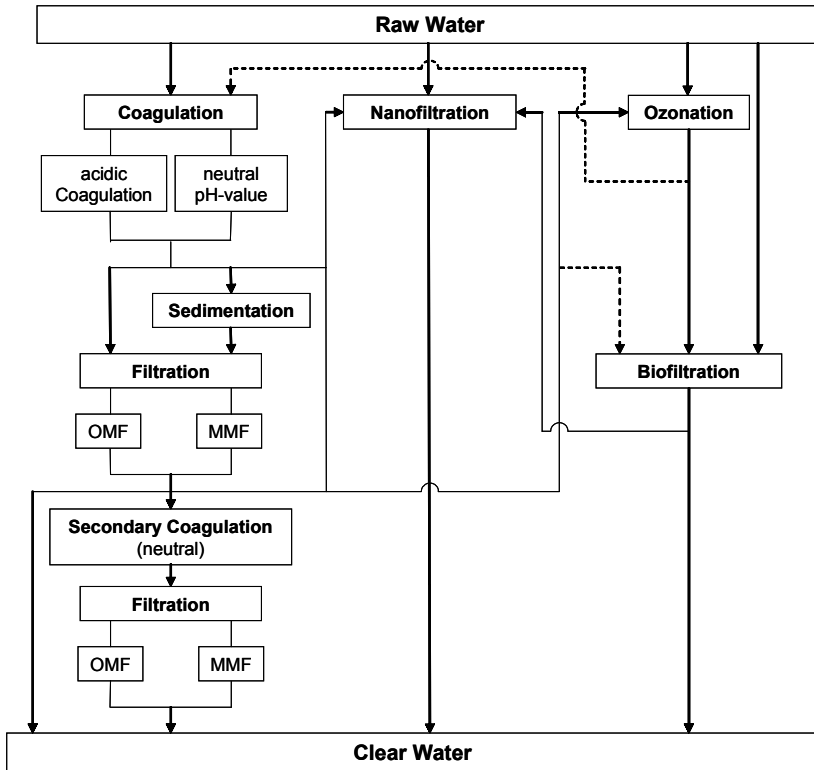 Raw Water
Coagulation
Nanofiltration
Ozonation
acidic
Coagulation
neutral
pH-value
Sedimentation
Filtration
Biofiltration
OMF
MMF
Secondary Coagulation
(neutral)
Filtration
OMF
MMF
Clear Water